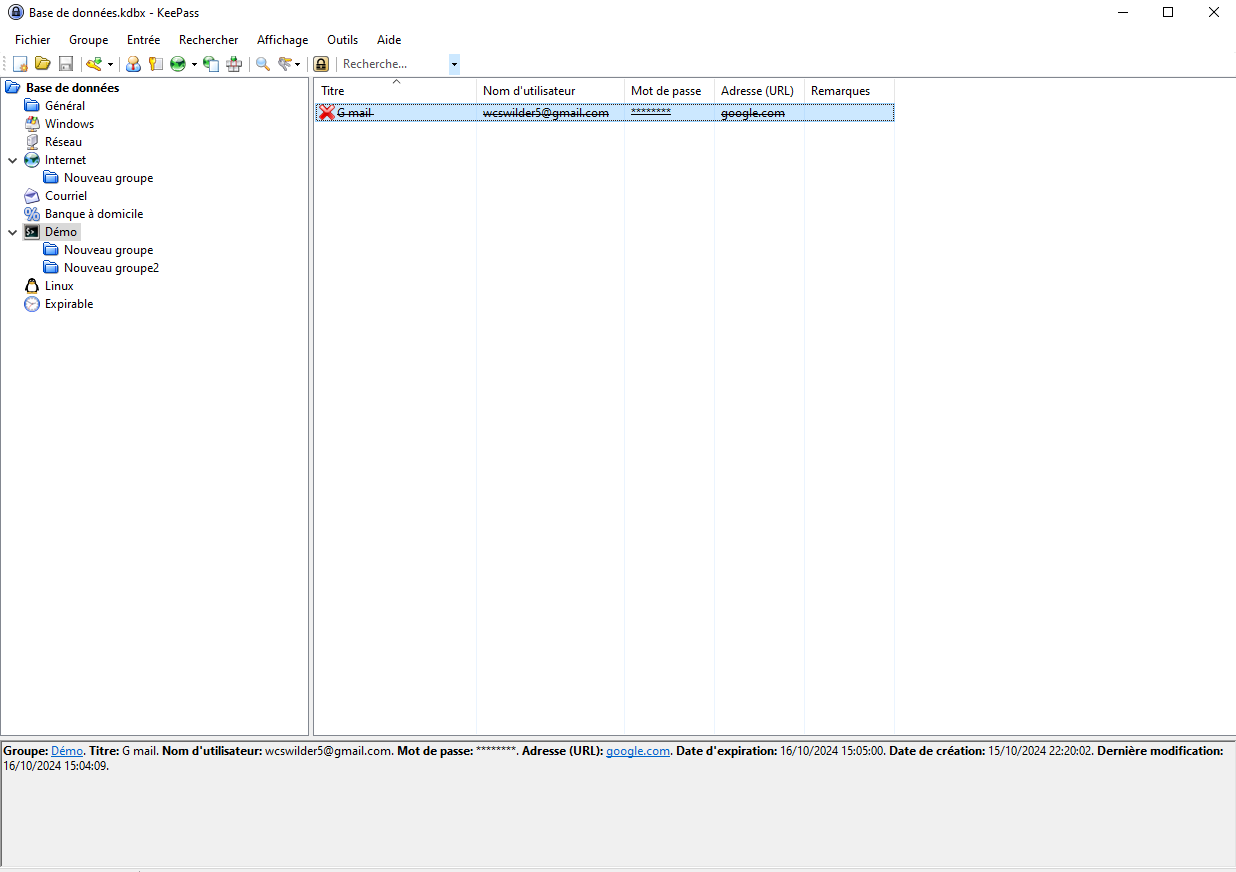 Base de données.kdbx - KeePass
Fichier Groupe Entrée Rechercher Affichage Outils Aide
Recherche...
Base de données
Général
Windows
Réseau
Internet
Nouveau groupe
Courriel
Banque à domicile
Démo
Nouveau groupe
Nouveau groupe2
Linux
Expirable
Titre Nom d'utilisateur Mot de passe Adresse (URL) Remarques
G mail wcswilder5@gmail.com ******** google.com
Groupe: Démo. Titre: G mail. Nom d'utilisateur: wcswilder5@gmail.com. Mot de passe: ********. Adresse (URL): google.com. Date d'expiration: 16/10/2024 15:05:00. Date de création: 15/10/2024 22:20:02. Dernière modification:
16/10/2024 15:04:09.